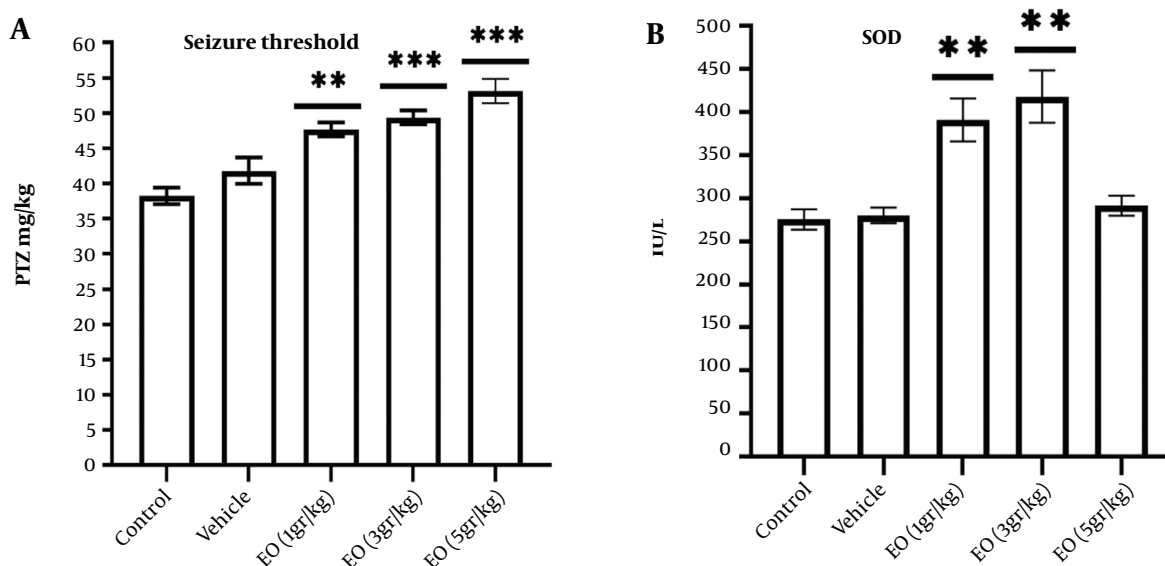 A
Seizure threshold
PTZ mg/kg
60
55
50
45
40
35
30
25
20
15
10
5
0
**
***
***
Control
Vehicle
EO (1gr/kg)
EO (3gr/kg)
EO (5gr/kg)
B
SOD
IU/L
500
450
400
350
300
250
200
150
100
50
0
**
**
Control
Vehicle
EO (1gr/kg)
EO (3gr/kg)
EO (5gr/kg)